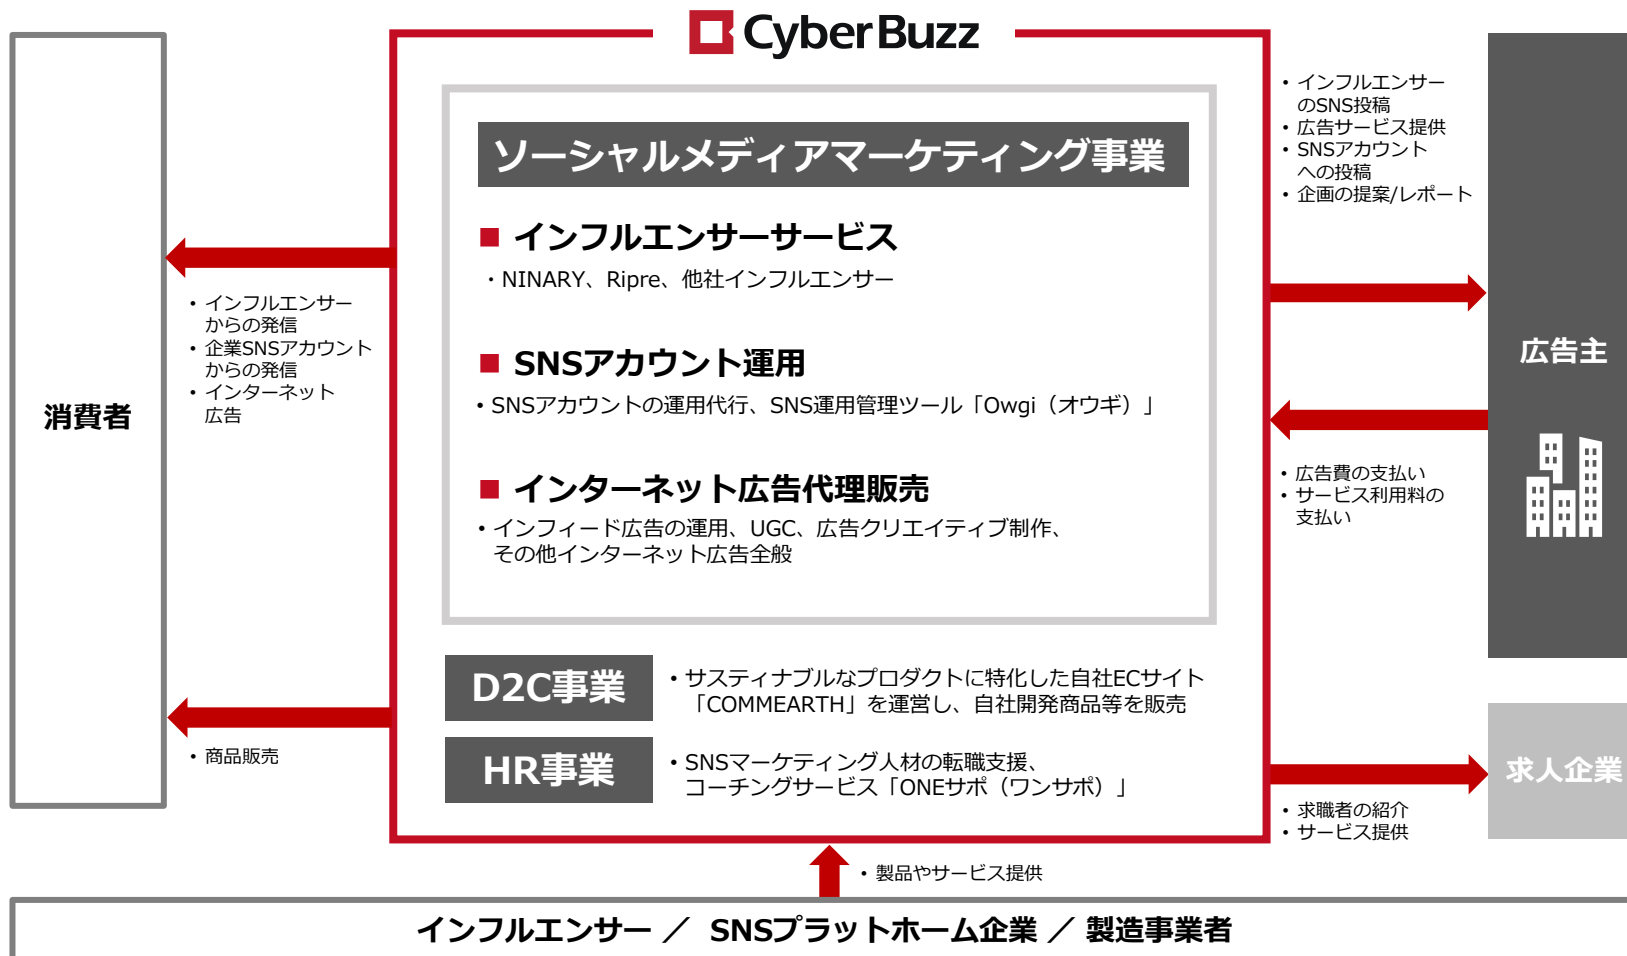 CyberBuzz
消費者
・インフルエンサー
からの発信
・企業SNSアカウント
からの発信
・インターネット
広告
・商品販売
ソーシャルメディアマーケティング事業
■ インフルエンサーサービス
・NINARY、Ripre、他社インフルエンサー
■ SNSアカウント運用
・SNSアカウントの運用代行、SNS運用管理ツール「Owgi（オウギ）」
■ インターネット広告代理販売
・インフィード広告の運用、UGC、広告クリエイティブ制作、
その他インターネット広告全般
D2C事業
・サスティナブルなプロダクトに特化した自社ECサイト
「COMMEARTH」を運営し、自社開発商品等を販売
HR事業
・SNSマーケティング人材の転職支援、
コーチングサービス「ONEサポ（ワンサポ）」
・インフルエンサー
のSNS投稿
・広告サービス提供
・SNSアカウント
への投稿
・企画の提案/レポート
広告主
・広告費の支払い
・サービス利用料の
支払い
求人企業
・求職者の紹介
・サービス提供
・製品やサービス提供
インフルエンサー ／ SNSプラットホーム企業 ／ 製造事業者